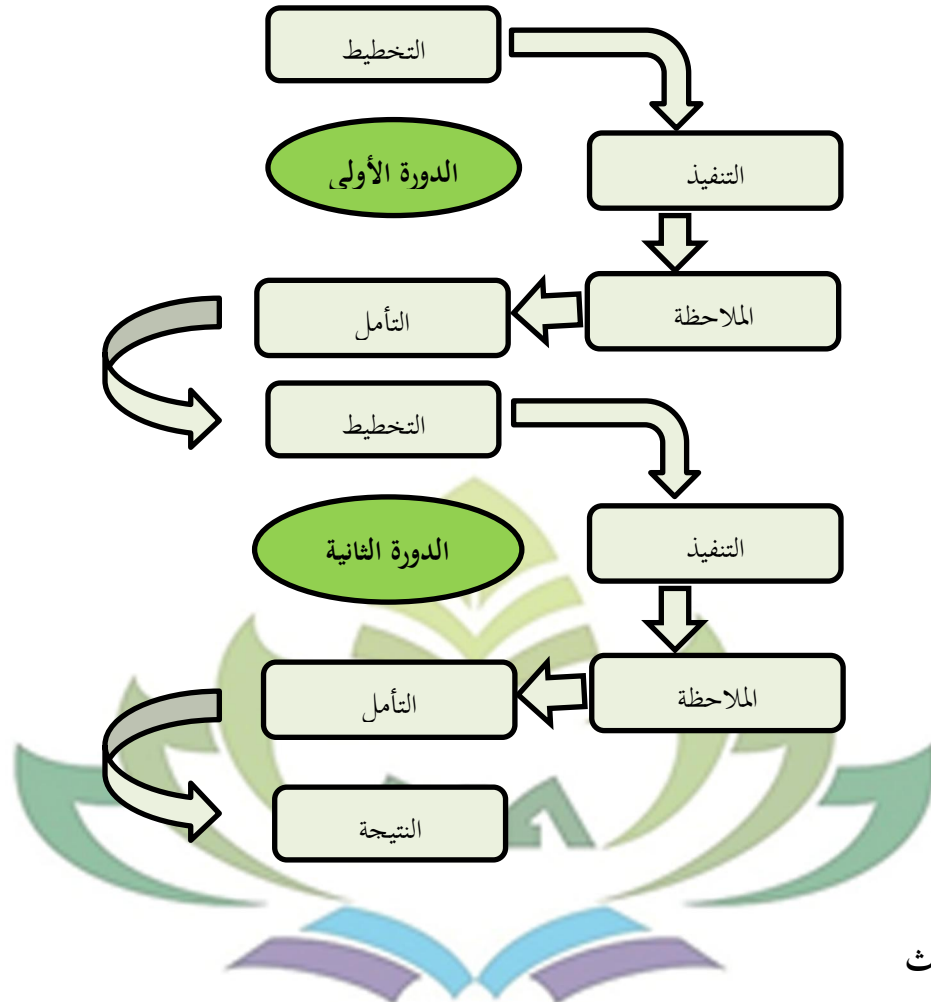 التخطيط
الدورة الأولى
التنفيذ
الملاحظة
التأمل
التخطيط
الدورة الثانية
التنفيذ
الملاحظة
التأمل
النتيجة